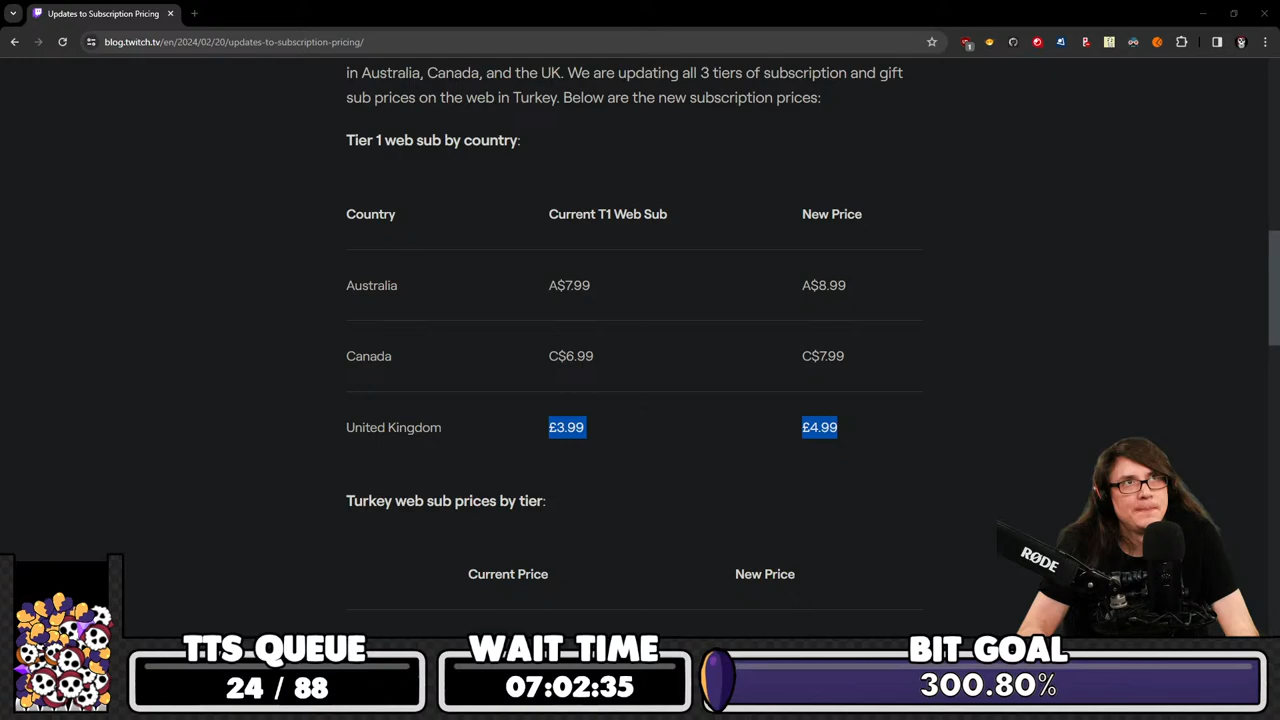 Updates to Subscription Pricing
blog.twitch.tv/en/2024/02/20/updates-to-subscription-pricing/
1
in Australia, Canada, and the UK. We are updating all 3 tiers of subscription and gift
sub prices on the web in Turkey. Below are the new subscription prices:
Tier 1 web sub by country:
Country Current T1 Web Sub New Price
Australia A$7.99 A$8.99
Canada C$6.99 C$7.99
United Kingdom £3.99 £4.99
Turkey web sub prices by tier:
Current Price New Price
RØDE
TTS QUEUE WAIT TIME BIT GOAL
24 / 88 07:02:35 300.80%